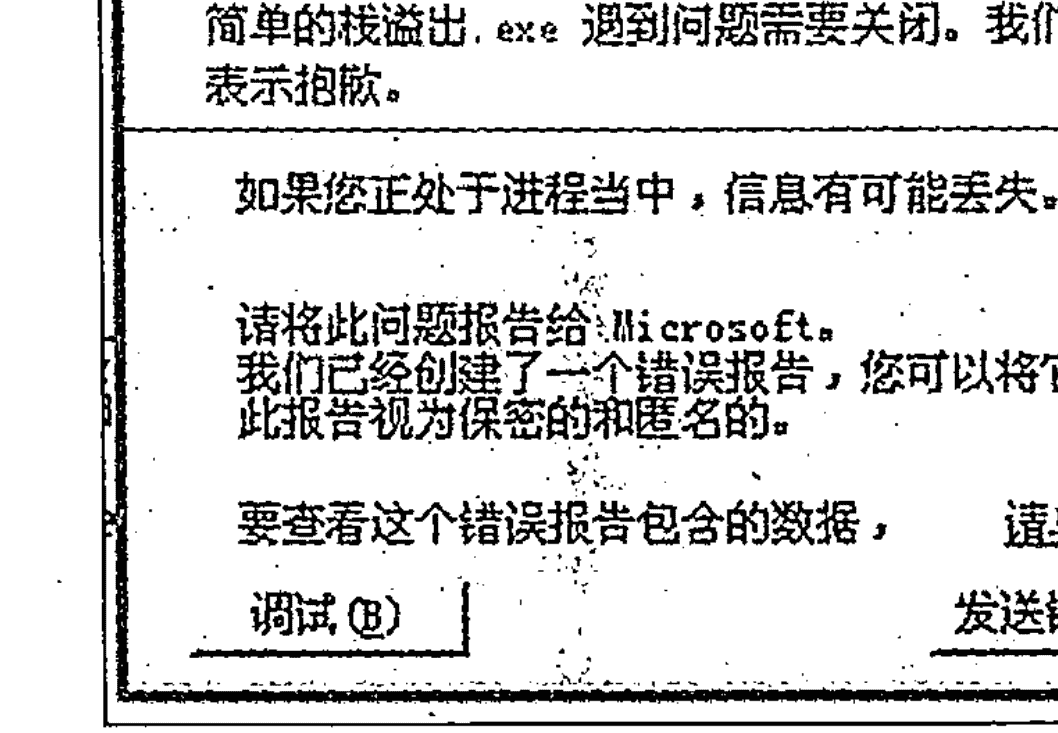 简单的栈溢出.exe 遇到问题需要关闭。我们
表示抱歉。
如果您正处于进程当中，信息有可能丢失。
请将此问题报告给 Microsoft。
我们已经创建了一个错误报告，您可以将它
此报告视为保密的和匿名的。
要查看这个错误报告包含的数据， 请
调试(B)
发送